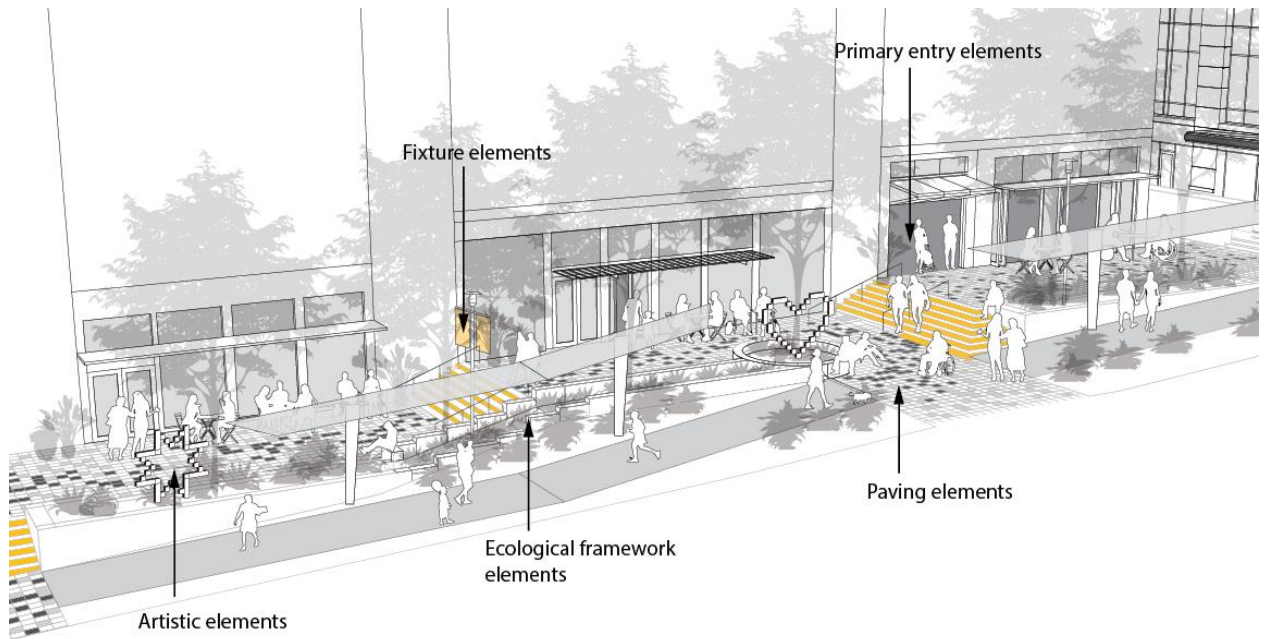 Primary entry elements
Fixture elements
Paving elements
Ecological framework
elements
Artistic elements